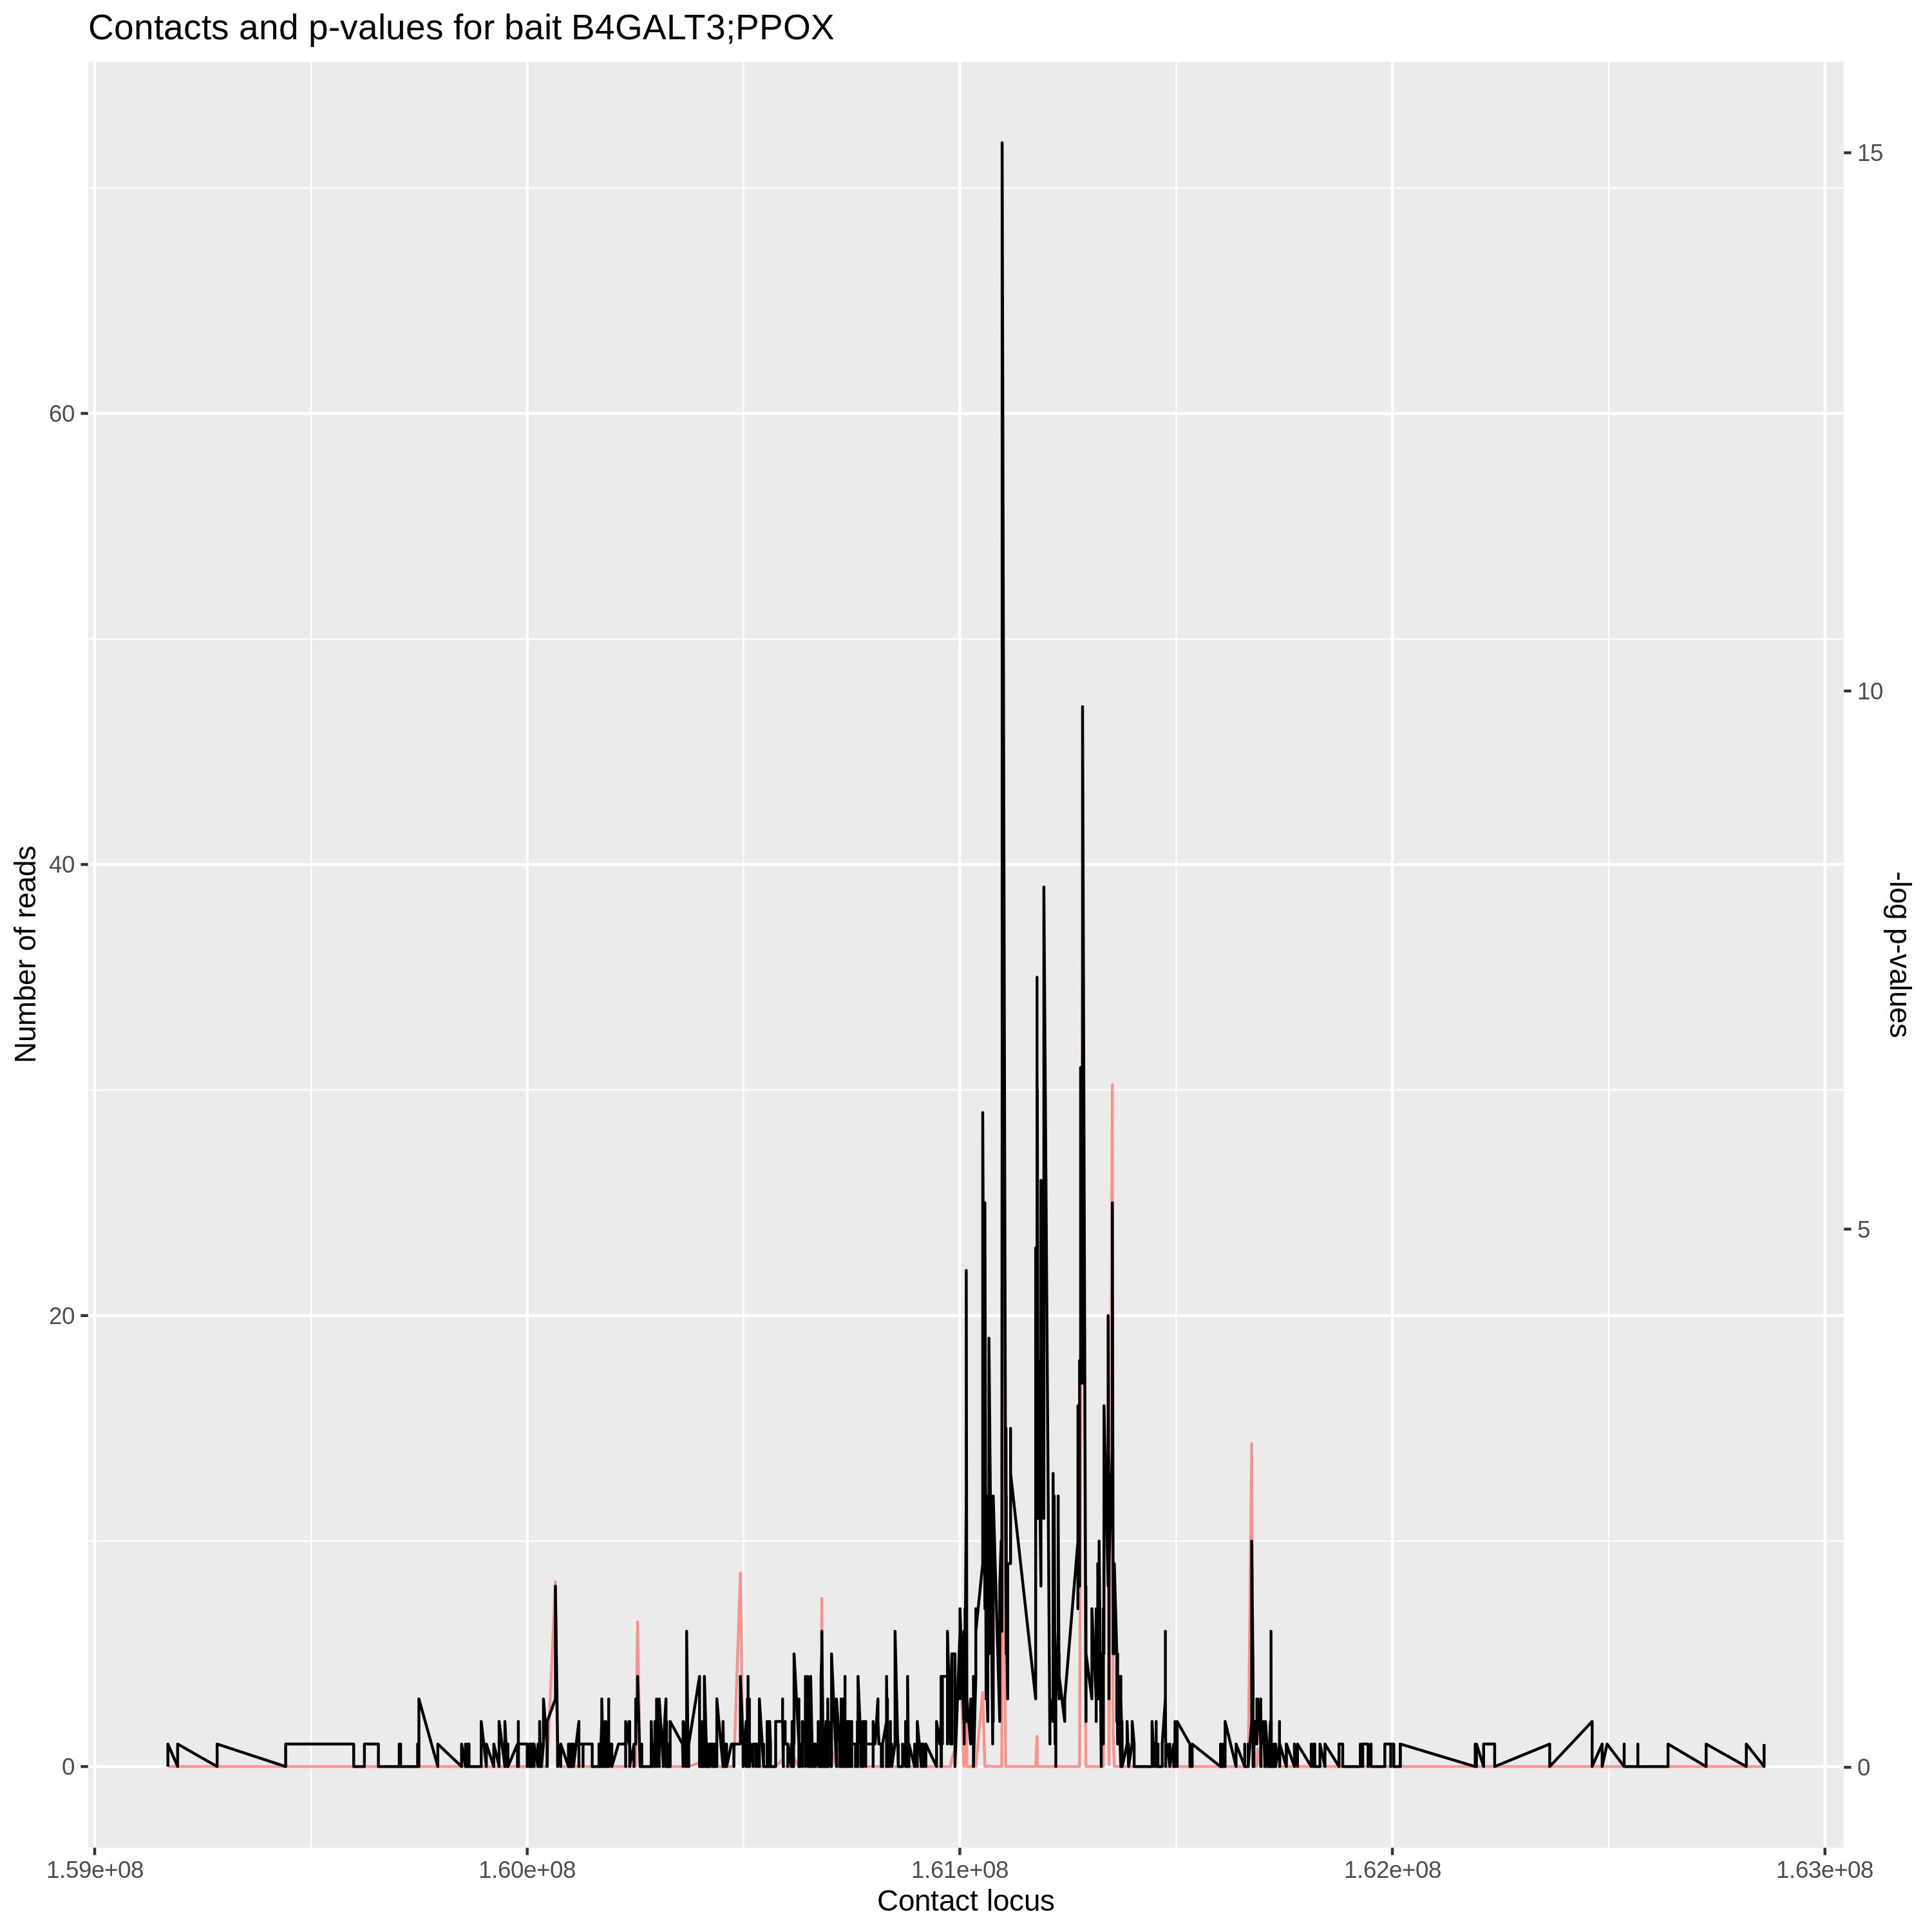 Contacts and p-values for bait B4GALT3;PPOX
Number of reads
60
40
20
0
15
10
5
0
-log p-values
1.59e+08
1.60e+08
1.61e+08
1.62e+08
1.63e+08
Contact locus